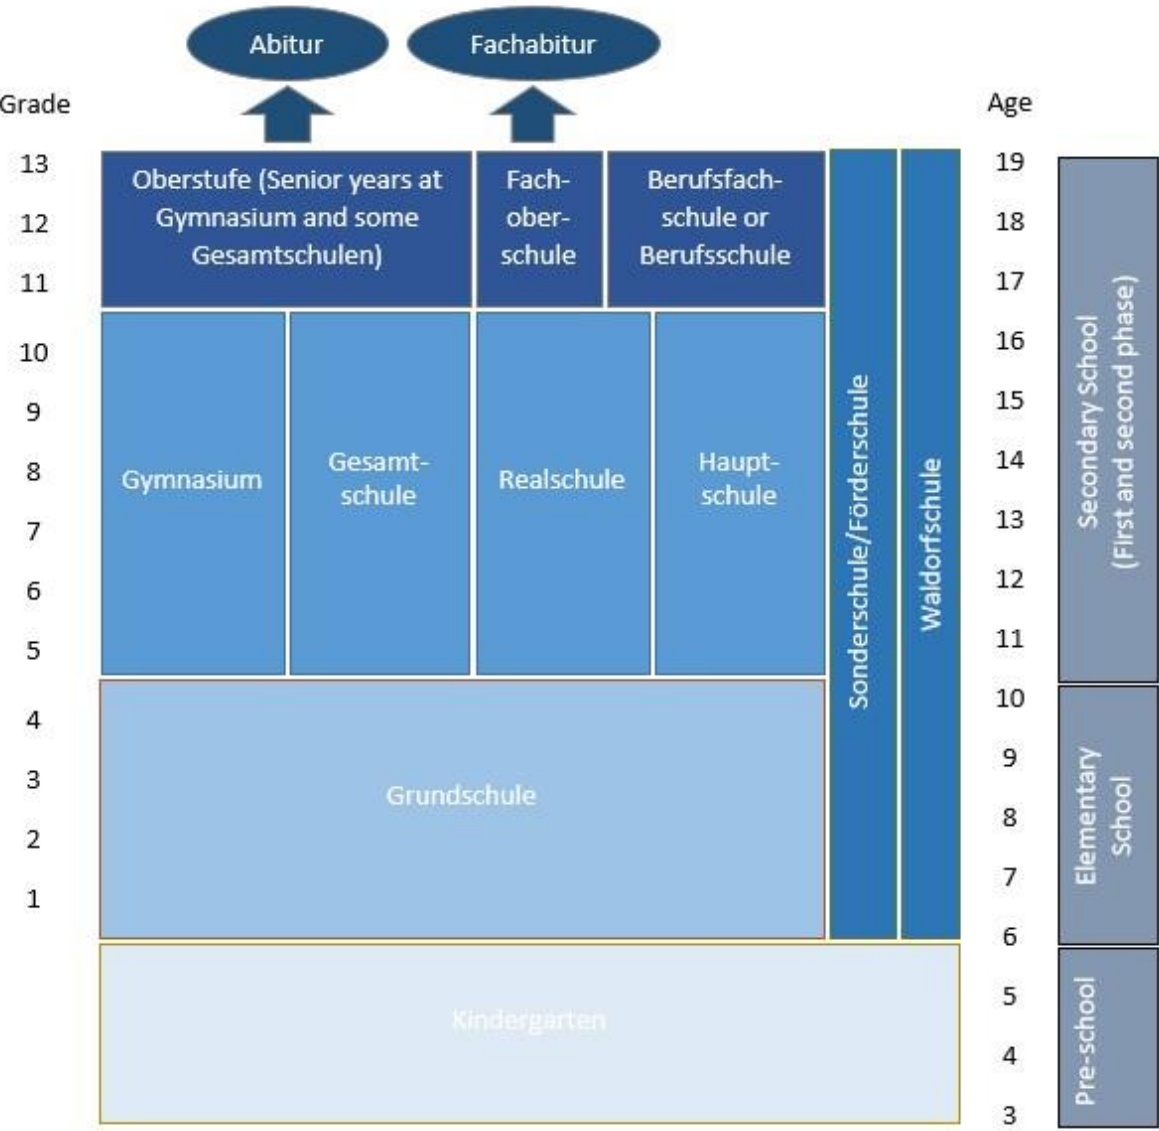 Abitur
Fachabitur
Grade
Age
13
12
11
10
9
8
7
6
5
4
3
2
1
Oberstufe (Senior years at
Gymnasium and some
Gesamtschulen)
Fach-
ober-
schule
Berufsfach-
schule or
Berufsschule
Gymnasium
Gesamt-
schule
Realschule
Haupt-
schule
Grundschule
Kindergarten
Sonderschule/Förderschule
Waldorfschule
19
18
17
16
15
14
13
12
11
10
9
8
7
6
5
4
3
Secondary School
(First and second phase)
Elementary
School
Pre-school